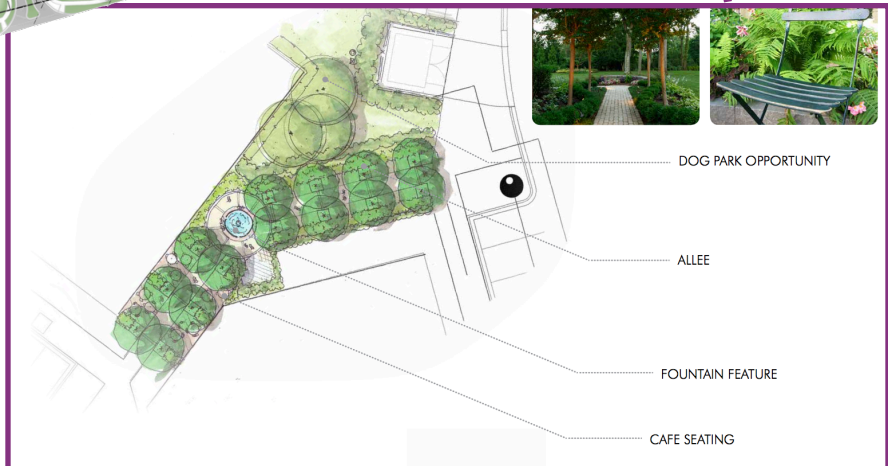 DOG PARK OPPORTUNITY
ALLEE
FOUNTAIN FEATURE
CAFE SEATING